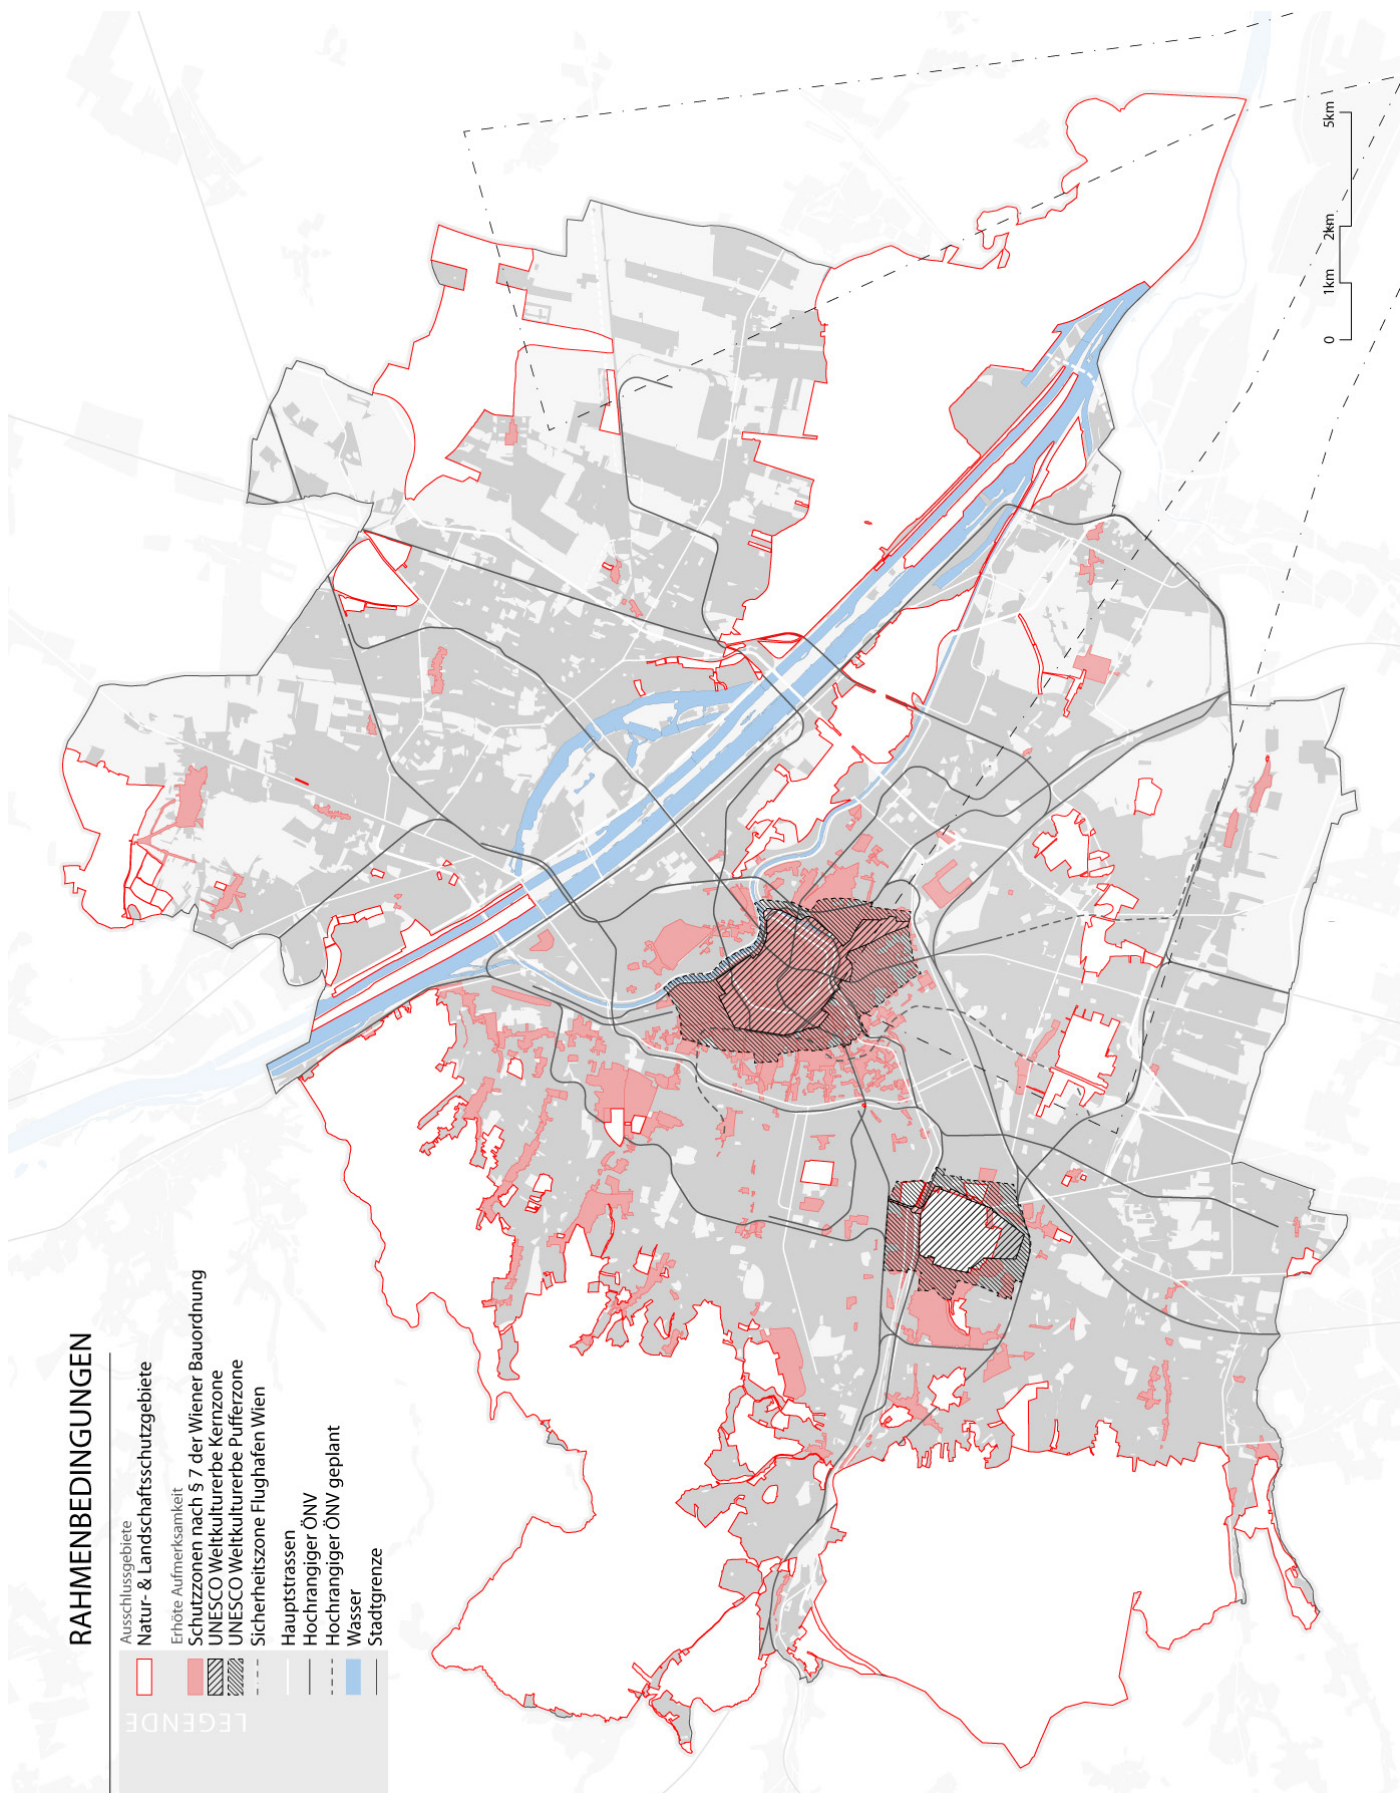 RAHMENBEDINGUNGEN
LEGENDE
Ausschlussgebiete
Natur- & Landschaftsschutzgebiete
Erhöte Aufmerksamkeit
Schutzzonen nach § 7 der Wiener Bauordnung
UNESCO Weltkulturerbe Kernzone
UNESCO Weltkulturerbe Pufferzone
Sicherheitszone Flughafen Wien
Hauptstrassen
Hochrangiger ÖNV
Hochrangiger ÖNV geplant
Wasser
Stadtgrenze
0 1km 2km 5km